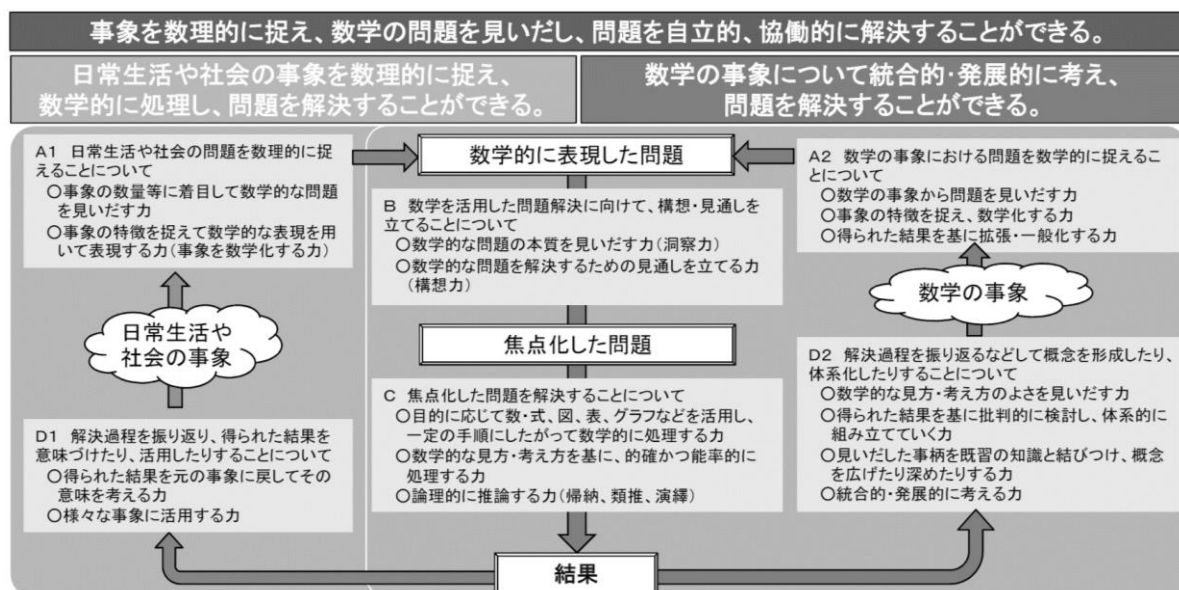 事象を数理的に捉え、数学の問題を見いだし、問題を自立的、協働的に解決することができる。
日常生活や社会の事象を数理的に捉え、
数学的に処理し、問題を解決することができる。
数学の事象について統合的・発展的に考え、
問題を解決することができる。
A1 日常生活や社会の問題を数理的に捉
えることについて
○事象の数量等に着目して数学的な問題
を見いだす力
○事象の特徴を捉えて数学的な表現を用
いて表現する力(事象を数学化する力)
日常生活や
社会の事象
D1 解決過程を振り返り、得られた結果を
意味づけたり、活用したりすることについて
○得られた結果を元の事象に戻してその
意味を考える力
○様々な事象に活用する力
数学的に表現した問題
B 数学を活用した問題解決に向けて、構想・見通しを
立てることについて
○数学的な問題の本質を見いだす力(洞察力)
○数学的な問題を解決するための見通しを立てる力
(構想力)
焦点化した問題
C 焦点化した問題を解決することについて
○目的に応じて数・式、図、表、グラフなどを活用し、
一定の手順にしたがって数学的に処理する力
○数学的な見方・考え方を基に、的確かつ能率的に
処理する力
○論理的に推論する力(帰納、類推、演繹)
結果
A2 数学の事象における問題を数学的に捉えるこ
とについて
○数学の事象から問題を見いだす力
○事象の特徴を捉え、数学化する力
○得られた結果を基に拡張・一般化する力
数学の事象
D2 解決過程を振り返るなどして概念を形成したり、
体系化したりすることについて
○数学的な見方・考え方のよさを見いだす力
○得られた結果を基に批判的に検討し、体系的に
組み立てていく力
○見いだした事柄を既習の知識と結びつけ、概念
を広げたり深めたりする力
○統合的・発展的に考える力